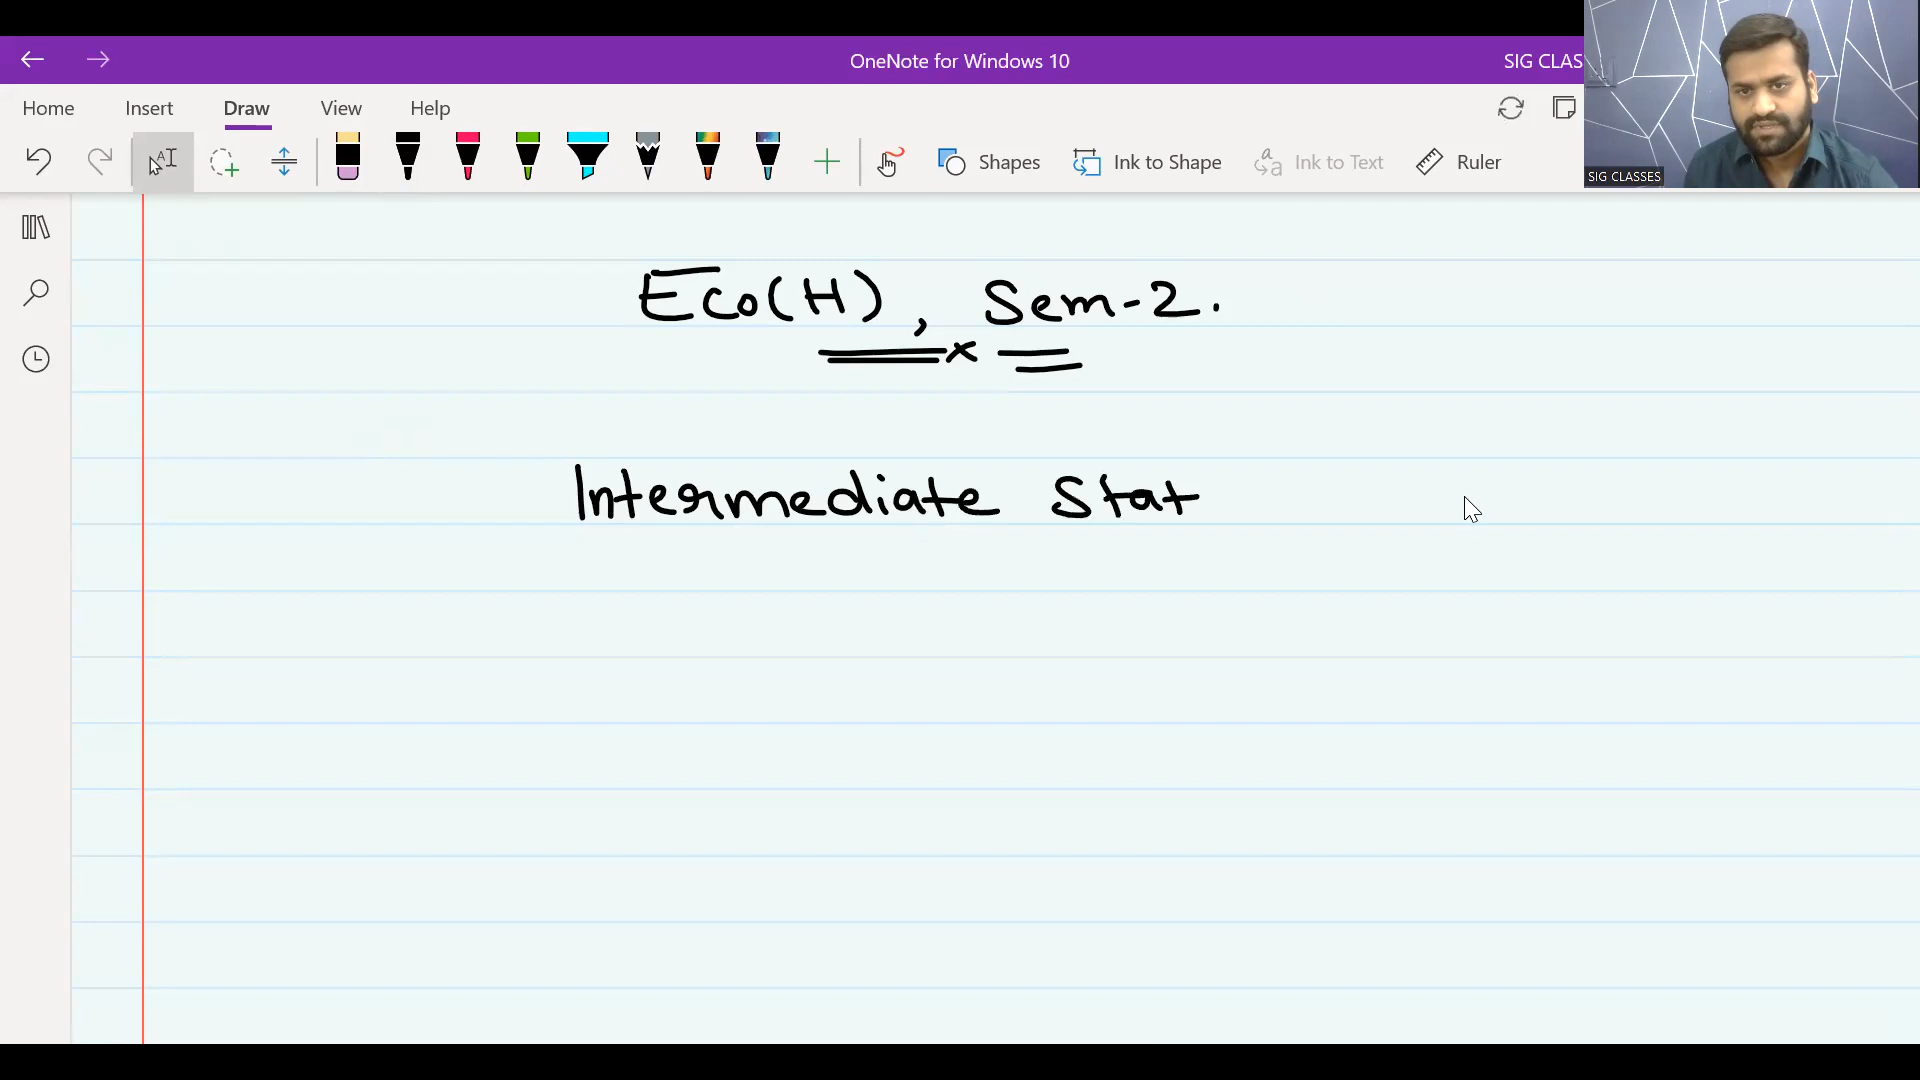 OneNote for Windows 10
SIG CLAS
Home Insert Draw View Help
Shapes Ink to Shape Ink to Text Ruler
SIG CLASSES
Eco(H), Sem-2.
Intermediate Stat